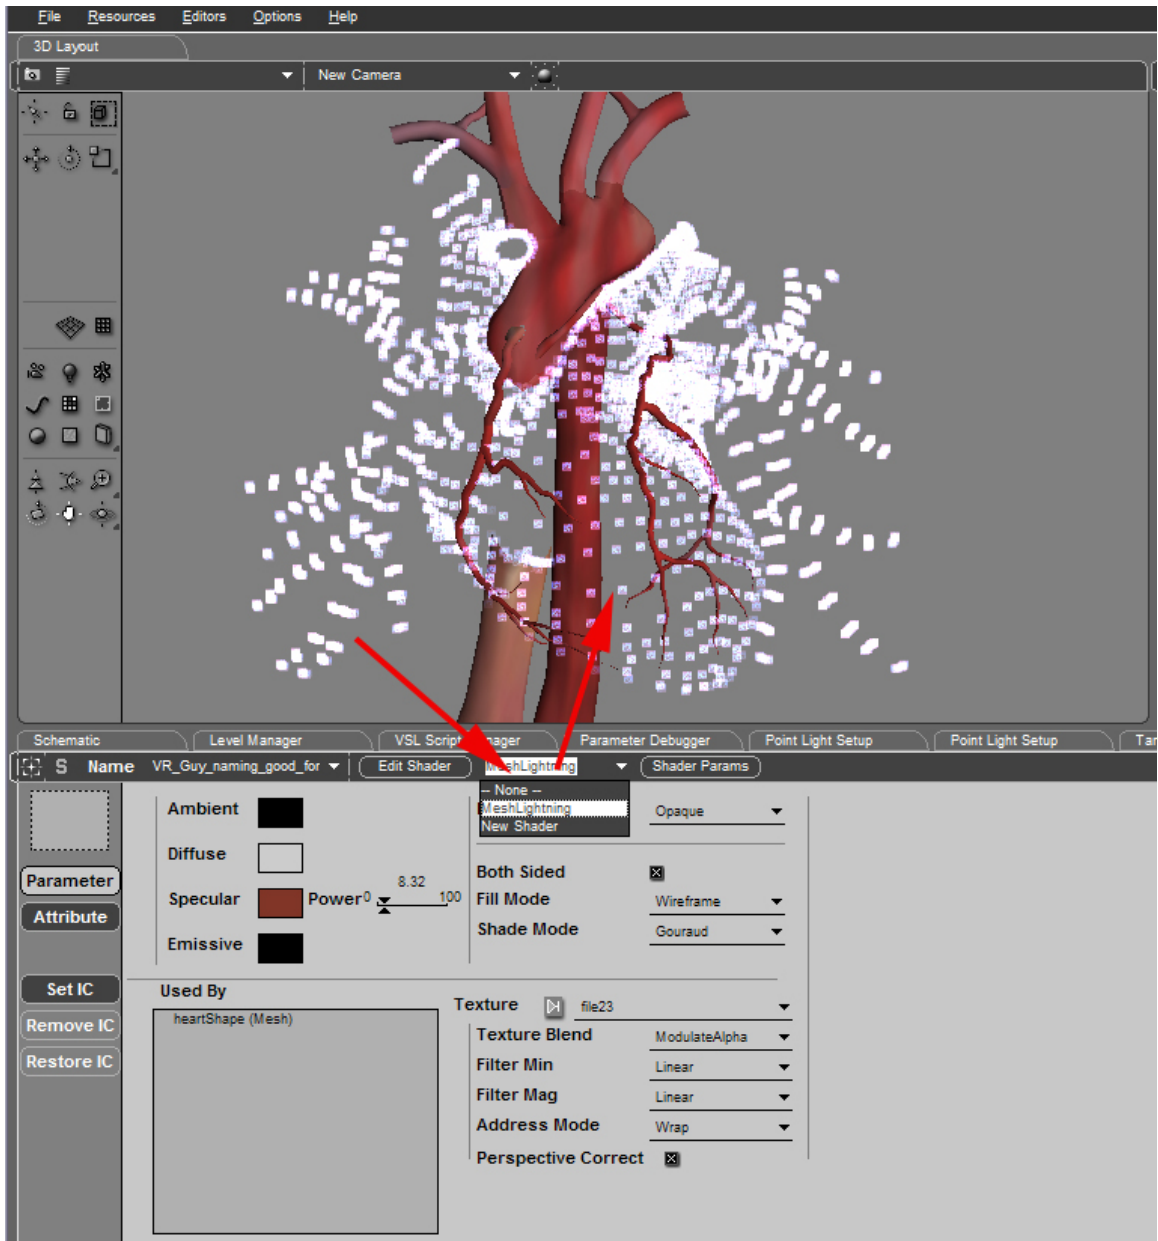 File Resources Editors Options Help
3D Layout
New Camera
Schematic Level Manager VSL Script Manager Parameter Debugger Point Light Setup Point Light Setup Tar
S Name VR_Guy_naming_good_for Edit Shader MeshLightning Shader Params
-- None --
MeshLightning
New Shader
Opaque
Ambient
Diffuse
Specular Power 0 8.32 100
Emissive
Both Sided
Fill Mode Wireframe
Shade Mode Gouraud
Parameter
Attribute
Set IC
Remove IC
Restore IC
Used By
heartShape (Mesh)
Texture file23
Texture Blend ModulateAlpha
Filter Min Linear
Filter Mag Linear
Address Mode Wrap
Perspective Correct